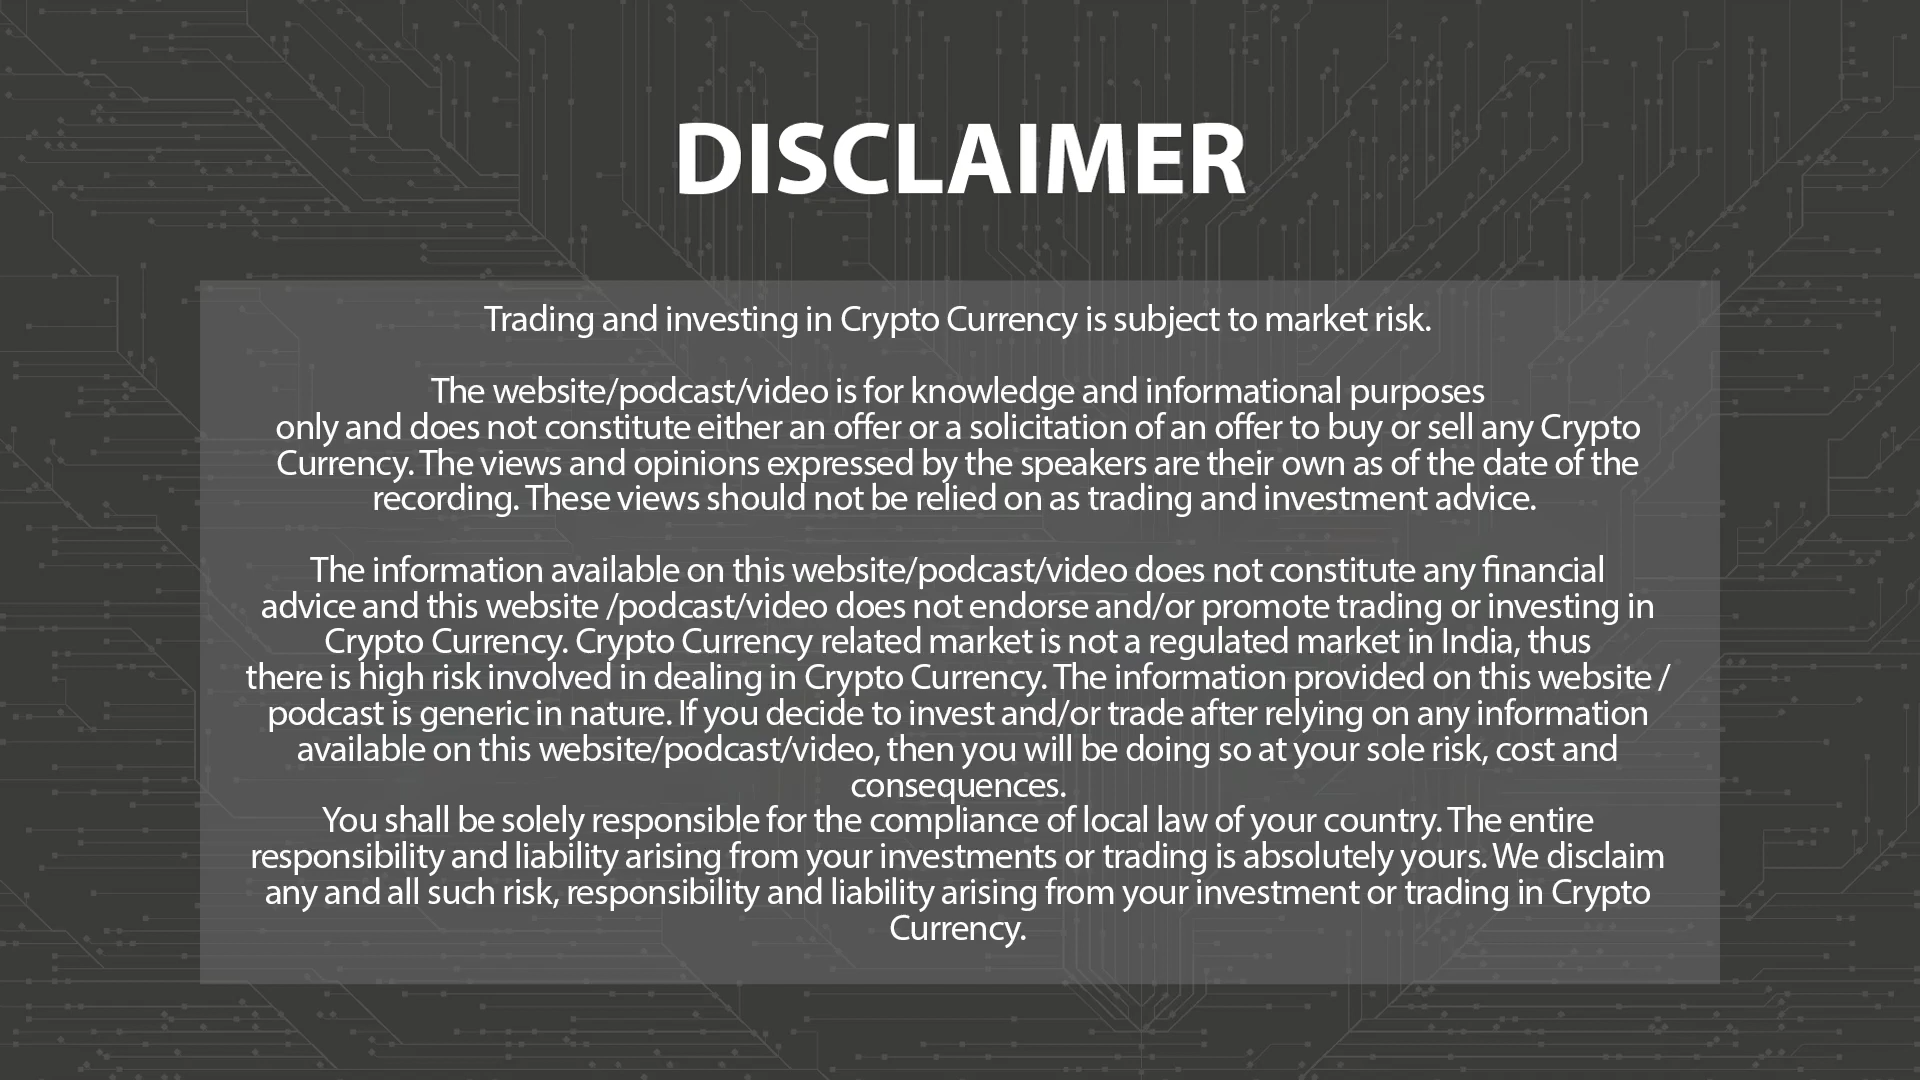 DISCLAIMER
Trading and investing in Crypto Currency is subject to market risk.
The website/podcast/video is for knowledge and informational purposes
only and does not constitute either an offer or a solicitation of an offer to buy or sell any Crypto
Currency. The views and opinions expressed by the speakers are their own as of the date of the
recording. These views should not be relied on as trading and investment advice.
The information available on this website/podcast/video does not constitute any financial
advice and this website /podcast/video does not endorse and/or promote trading or investing in
Crypto Currency. Crypto Currency related market is not a regulated market in India, thus
there is high risk involved in dealing in Crypto Currency. The information provided on this website /
podcast is generic in nature. If you decide to invest and/or trade after relying on any information
available on this website/podcast/video, then you will be doing so at your sole risk, cost and
consequences.
You shall be solely responsible for the compliance of local law of your country. The entire
responsibility and liability arising from your investments or trading is absolutely yours. We disclaim
any and all such risk, responsibility and liability arising from your investment or trading in Crypto
Currency.